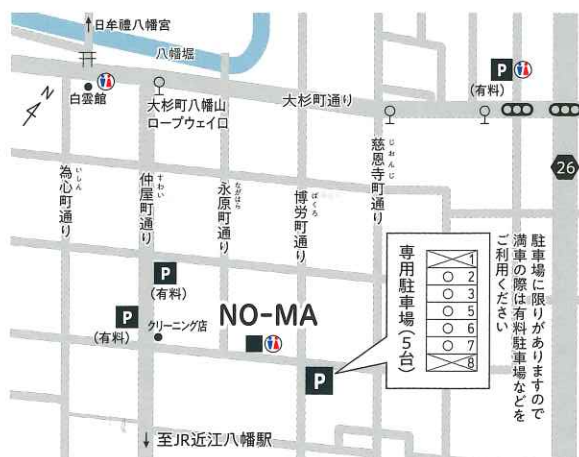 日牟禮八幡宮
八幡堀
N
白雲館
大杉町八幡山
ロープウェイ口
大杉町通り
P
(有料)
26
いしん
為心町通り
すわい
仲屋町通り
ながはら
永原町通り
ばくろ
博労町通り
じおんじ
慈恩寺町通り
P
(有料)
P
(有料)
クリーニング店
NO-MA
P
専用駐車場(5台)
1
2
3
5
6
7
8
駐車場に限りがありますので
満車の際は有料駐車場などを
ご利用ください
至JR近江八幡駅